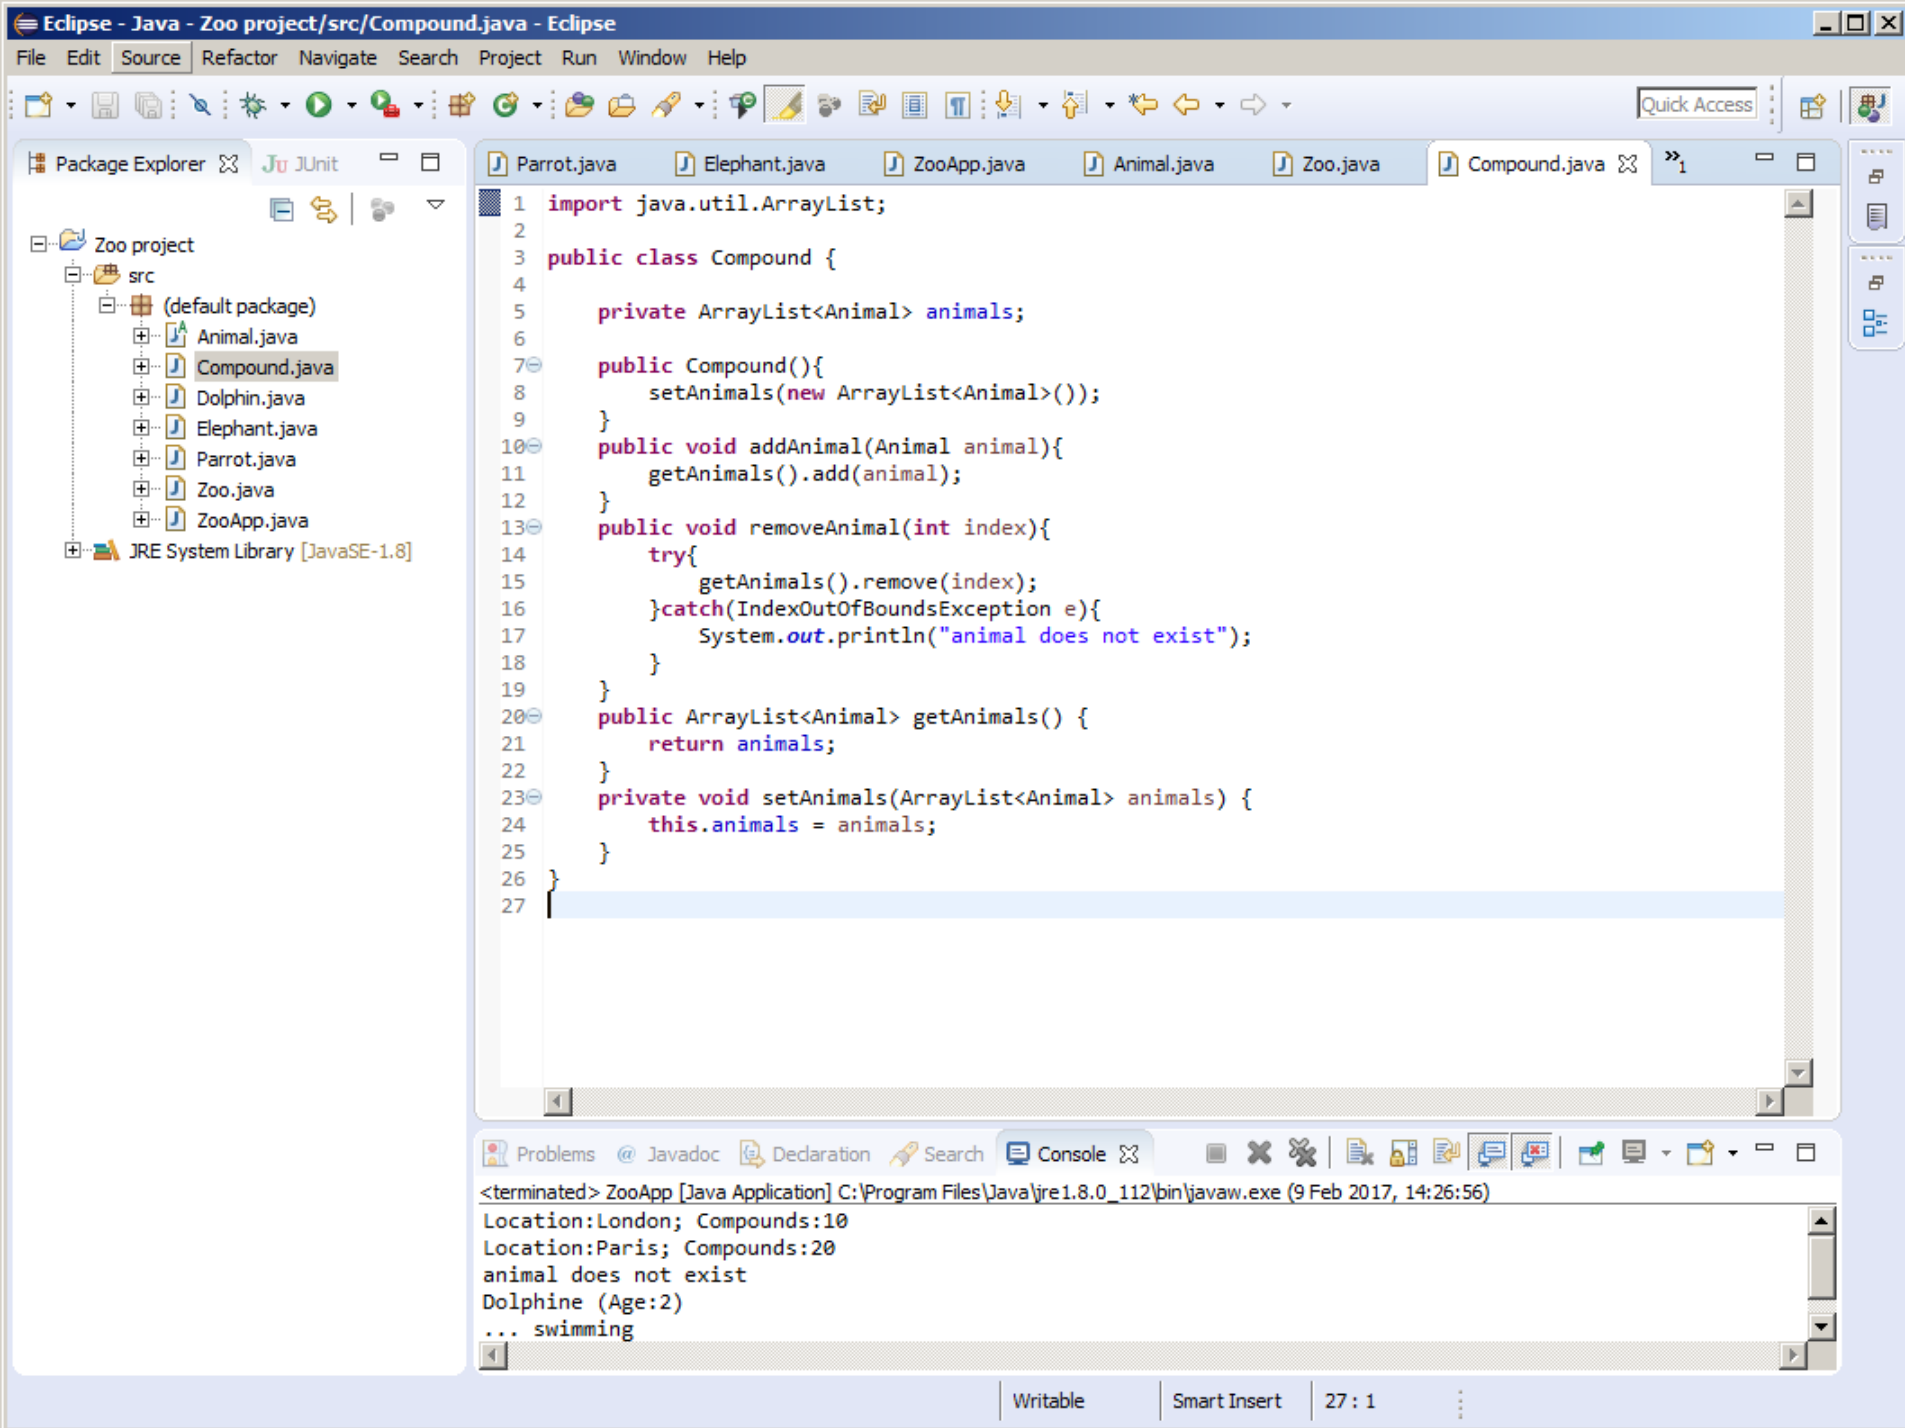 Eclipse - Java - Zoo project/src/Compound.java - Eclipse
File Edit Source Refactor Navigate Search Project Run Window Help
Quick Access
Package Explorer JUnit
Zoo project
src
(default package)
Animal.java
Compound.java
Dolphin.java
Elephant.java
Parrot.java
Zoo.java
ZooApp.java
JRE System Library [JavaSE-1.8]
Parrot.java Elephant.java ZooApp.java Animal.java Zoo.java Compound.java »1
1 import java.util.ArrayList;
2
3 public class Compound {
4
5     private ArrayList<Animal> animals;
6
7     public Compound(){
8         setAnimals(new ArrayList<Animal>());
9     }
10     public void addAnimal(Animal animal){
11         getAnimals().add(animal);
12     }
13     public void removeAnimal(int index){
14         try{
15             getAnimals().remove(index);
16         }catch(IndexOutOfBoundsException e){
17             System.out.println("animal does not exist");
18         }
19     }
20     public ArrayList<Animal> getAnimals() {
21         return animals;
22     }
23     private void setAnimals(ArrayList<Animal> animals) {
24         this.animals = animals;
25     }
26 }
27
Problems @ Javadoc Declaration Search Console
<terminated> ZooApp [Java Application] C:\Program Files\Java\jre1.8.0_112\bin\javaw.exe (9 Feb 2017, 14:26:56)
Location:London; Compounds:10
Location:Paris; Compounds:20
animal does not exist
Dolphine (Age:2)
... swimming
Writable Smart Insert 27 : 1